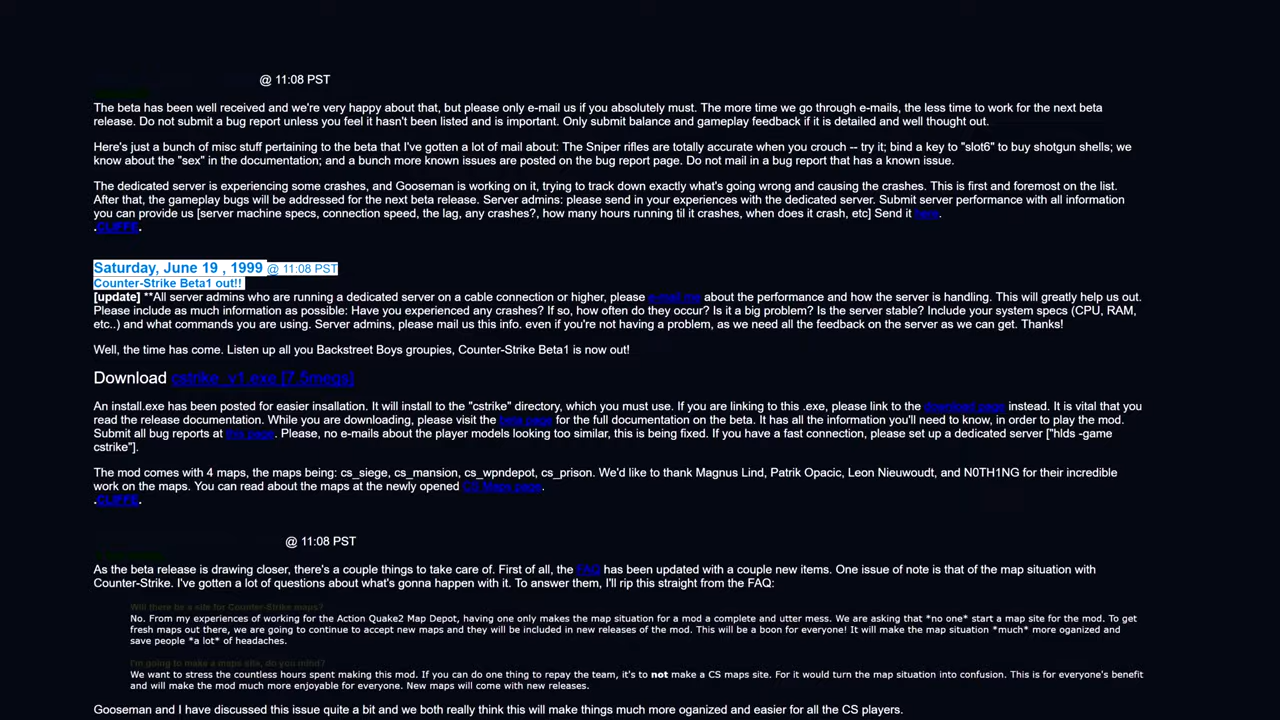 @ 11:08 PST
The beta has been well received and we're very happy about that, but please only e-mail us if you absolutely must. The more time we go through e-mails, the less time to work for the next beta
release. Do not submit a bug report unless you feel it hasn't been listed and is important. Only submit balance and gameplay feedback if it is detailed and well thought out.
Here's just a bunch of misc stuff pertaining to the beta that I've gotten a lot of mail about: The Sniper rifles are totally accurate when you crouch -- try it; bind a key to "slot6" to buy shotgun shells; we
know about the "sex" in the documentation; and a bunch more known issues are posted on the bug report page. Do not mail in a bug report that has a known issue.
The dedicated server is experiencing some crashes, and Gooseman is working on it, trying to track down exactly what's going wrong and causing the crashes. This is first and foremost on the list.
After that, the gameplay bugs will be addressed for the next beta release. Server admins: please send in your experiences with the dedicated server. Submit server performance with all information
you can provide us [server machine specs, connection speed, the lag, any crashes?, how many hours running til it crashes, when does it crash, etc] Send it here.
.CLIFFE.
Saturday, June 19 , 1999 @ 11:08 PST
Counter-Strike Beta1 out!!
[update] **All server admins who are running a dedicated server on a cable connection or higher, please e-mail me about the performance and how the server is handling. This will greatly help us out.
Please include as much information as possible: Have you experienced any crashes? If so, how often do they occur? Is it a big problem? Is the server stable? Include your system specs (CPU, RAM,
etc..) and what commands you are using. Server admins, please mail us this info. even if you're not having a problem, as we need all the feedback on the server as we can get. Thanks!
Well, the time has come. Listen up all you Backstreet Boys groupies, Counter-Strike Beta1 is now out!
Download cstrike_v1.exe [7.5megs]
An install.exe has been posted for easier insallation. It will install to the "cstrike" directory, which you must use. If you are linking to this .exe, please link to the download page instead. It is vital that you
read the release documentation. While you are downloading, please visit the beta page for the full documentation on the beta. It has all the information you'll need to know, in order to play the mod.
Submit all bug reports at this page. Please, no e-mails about the player models looking too similar, this is being fixed. If you have a fast connection, please set up a dedicated server ["hlds -game
cstrike"].
The mod comes with 4 maps, the maps being: cs_siege, cs_mansion, cs_wpndepot, cs_prison. We'd like to thank Magnus Lind, Patrik Opacic, Leon Nieuwoudt, and N0TH1NG for their incredible
work on the maps. You can read about the maps at the newly opened CS Maps page.
.CLIFFE.
@ 11:08 PST
As the beta release is drawing closer, there's a couple things to take care of. First of all, the FAQ has been updated with a couple new items. One issue of note is that of the map situation with
Counter-Strike. I've gotten a lot of questions about what's gonna happen with it. To answer them, I'll rip this straight from the FAQ:
Will there be a site for Counter-Strike maps?
No. From my experiences of working for the Action Quake2 Map Depot, having one only makes the map situation for a mod a complete and utter mess. We are asking that *no one* start a map site for the mod. To get
fresh maps out there, we are going to continue to accept new maps and they will be included in new releases of the mod. This will be a boon for everyone! It will make the map situation *much* more oganized and
save people *a lot* of headaches.
I'm going to make a maps site, do you mind?
We want to stress the countless hours spent making this mod. If you can do one thing to repay the team, it's to not make a CS maps site. For it would turn the map situation into confusion. This is for everyone's benefit
and will make the mod much more enjoyable for everyone. New maps will come with new releases.
Gooseman and I have discussed this issue quite a bit and we both really think this will make things much more oganized and easier for all the CS players.